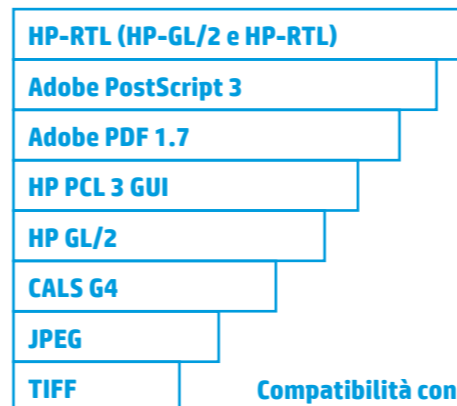 HP-RTL (HP-GL/2 e HP-RTL)
Adobe PostScript 3
Adobe PDF 1.7
HP PCL 3 GUI
HP GL/2
CALS G4
JPEG
TIFF
Compatibilità con